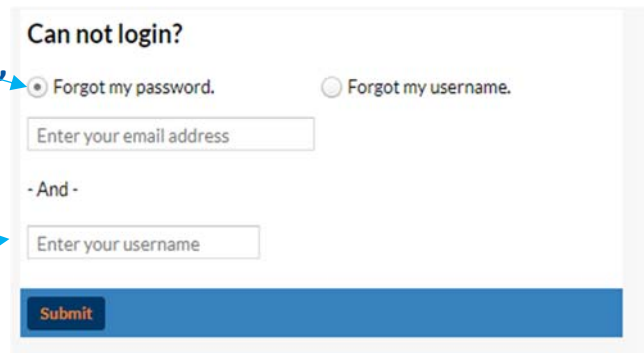 Can not login?
Forgot my password. Forgot my username.
Enter your email address
- And -
Enter your username
Submit